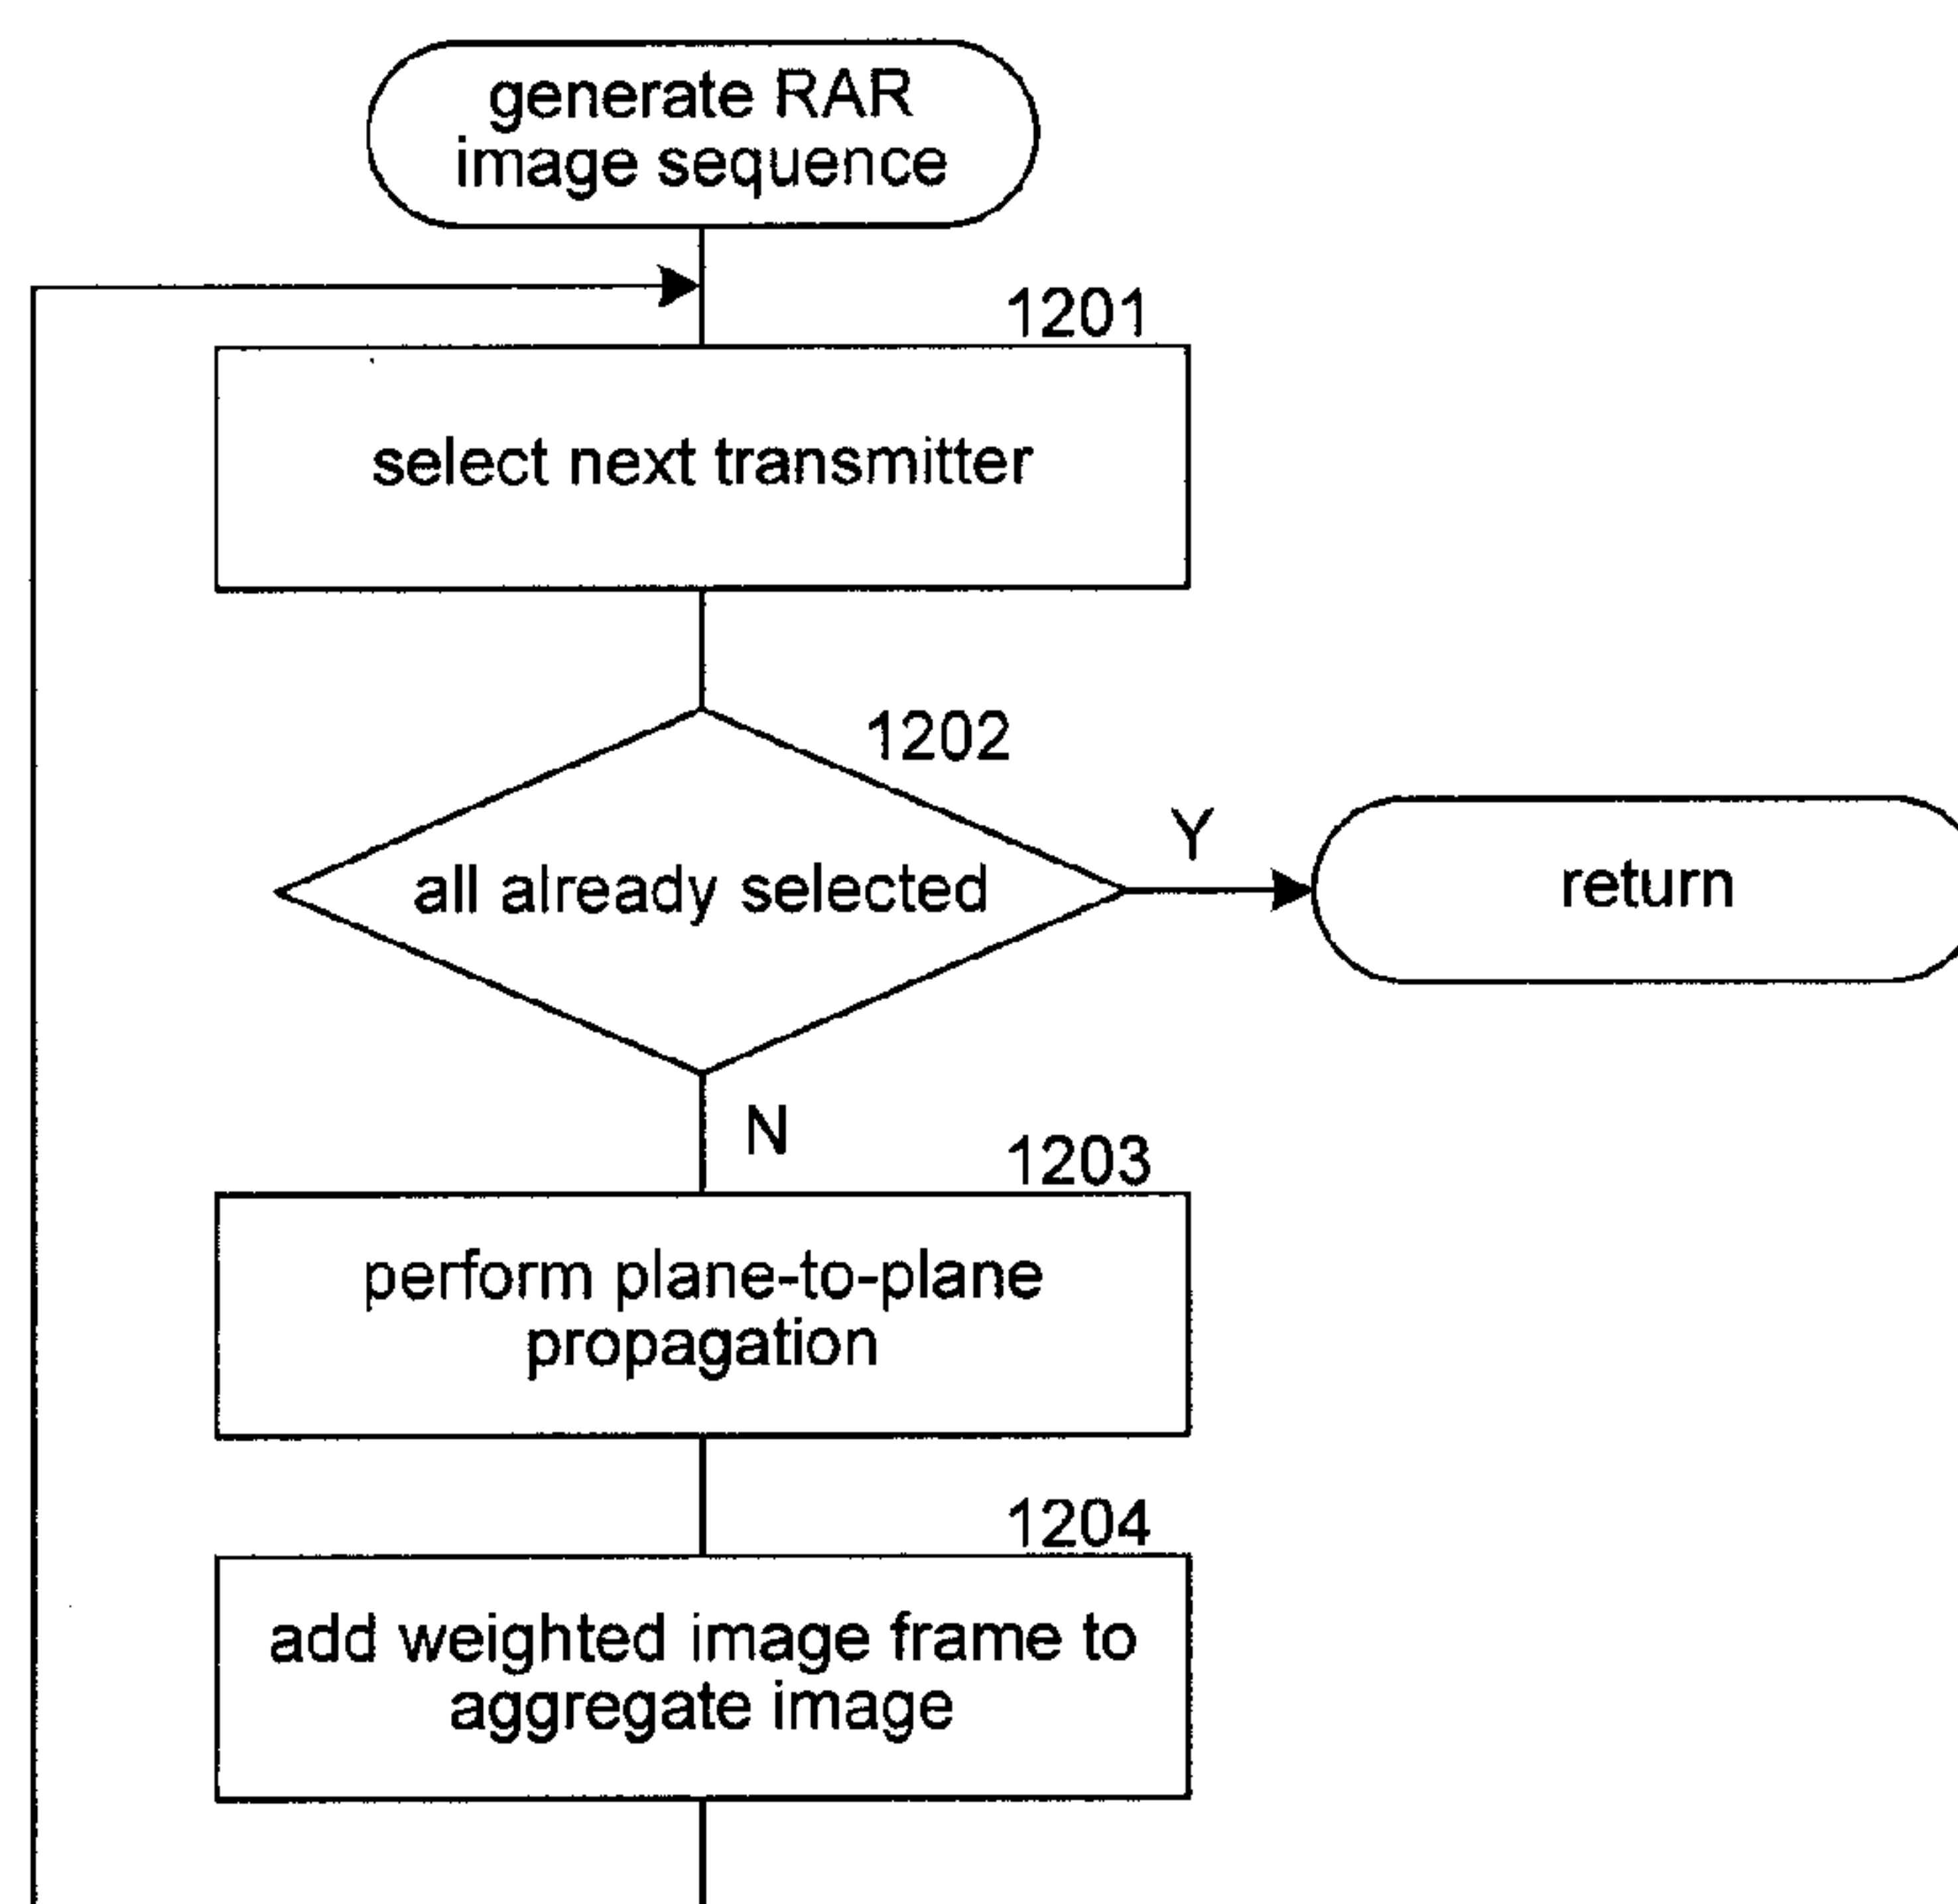 generate RAR
image sequence
1201
select next transmitter
1202
all already selected
Y
return
N
1203
perform plane-to-plane
propagation
1204
add weighted image frame to
aggregate image